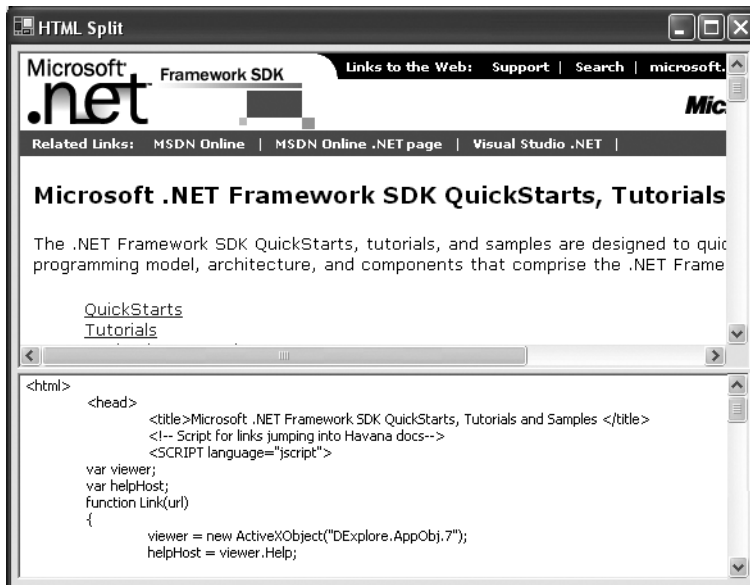 HTML Split
Microsoft
.net Framework SDK
Links to the Web: Support | Search | microsoft.
Mic
Related Links: MSDN Online | MSDN Online .NET page | Visual Studio .NET |
Microsoft .NET Framework SDK QuickStarts, Tutorials
The .NET Framework SDK QuickStarts, tutorials, and samples are designed to quic
programming model, architecture, and components that comprise the .NET Frame
QuickStarts
Tutorials
<html>
<head>
<title>Microsoft .NET Framework SDK QuickStarts, Tutorials and Samples </title>
<!-- Script for links jumping into Havana docs-->
<SCRIPT language="jscript">
var viewer;
var helpHost;
function Link(url)
{
viewer = new ActiveXObject("DExplore.AppObj.7");
helpHost = viewer.Help;